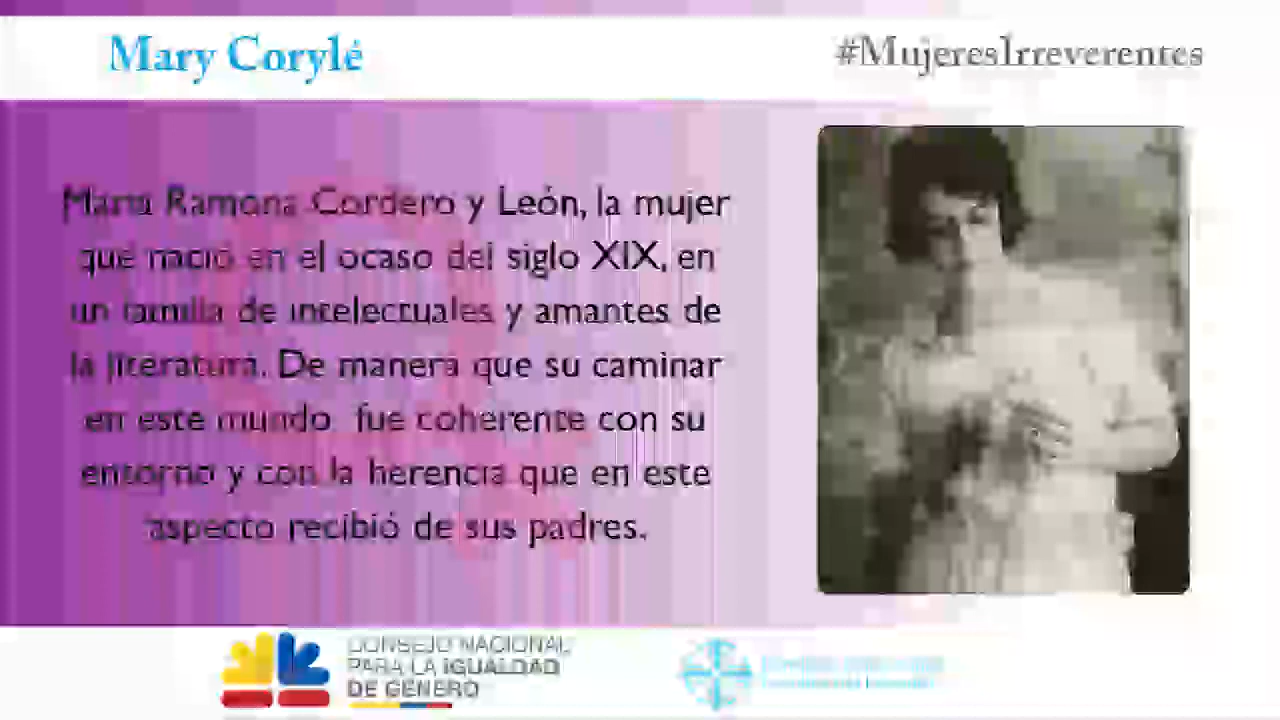 Mary Corylé
#MujeresIrreverentes
María Ramona Cordero y León, la mujer
que nació en el ocaso del siglo XIX, en
un familia de intelectuales y amantes de
la literatura. De manera que su caminar
en este mundo fue coherente con su
entorno y con la herencia que en este
aspecto recibió de sus padres.
CONSEJO NACIONAL
PARA LA IGUALDAD
DE GÉNERO